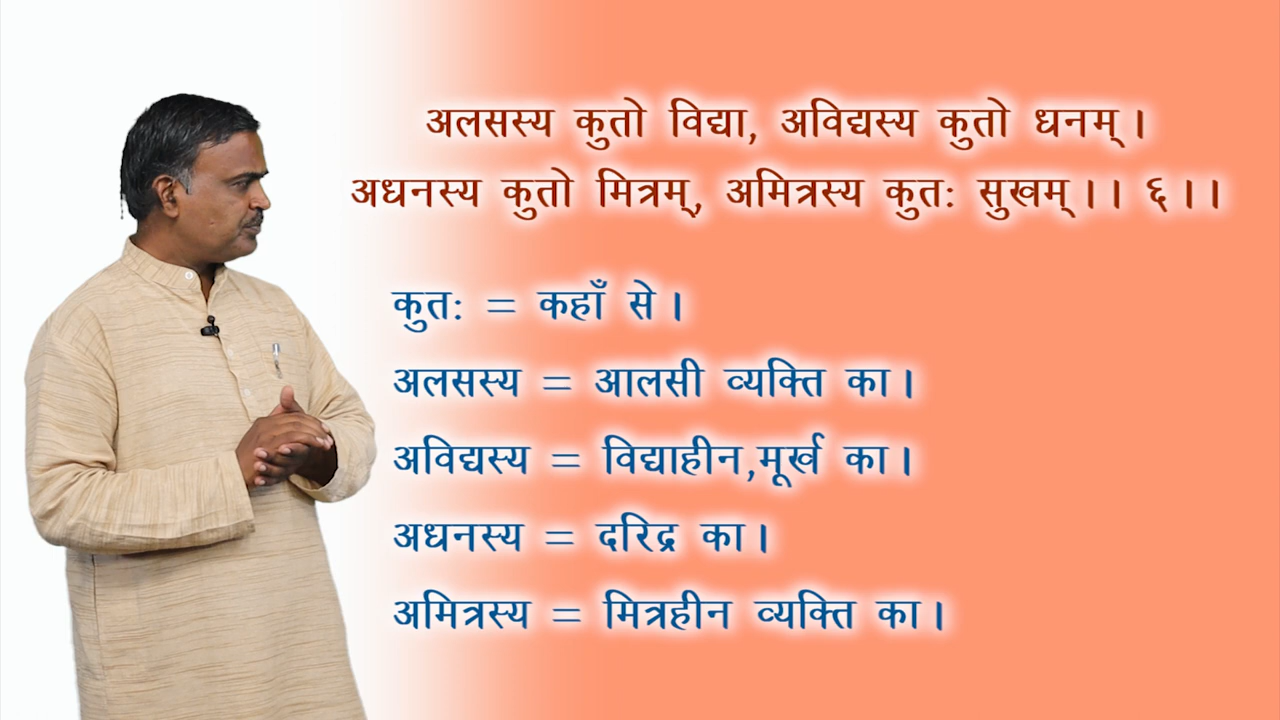 अलसस्य कुतो विद्या, अविद्यस्य कुतो धनम् ।
अधनस्य कुतो मित्रम्, अमित्रस्य कुतः सुखम् ।। ६ ।।
कुतः = कहाँ से ।
अलसस्य = आलसी व्यक्ति का ।
अविद्यस्य = विद्याहीन,मूर्ख का ।
अधनस्य = दरिद्र का ।
अमित्रस्य = मित्रहीन व्यक्ति का ।